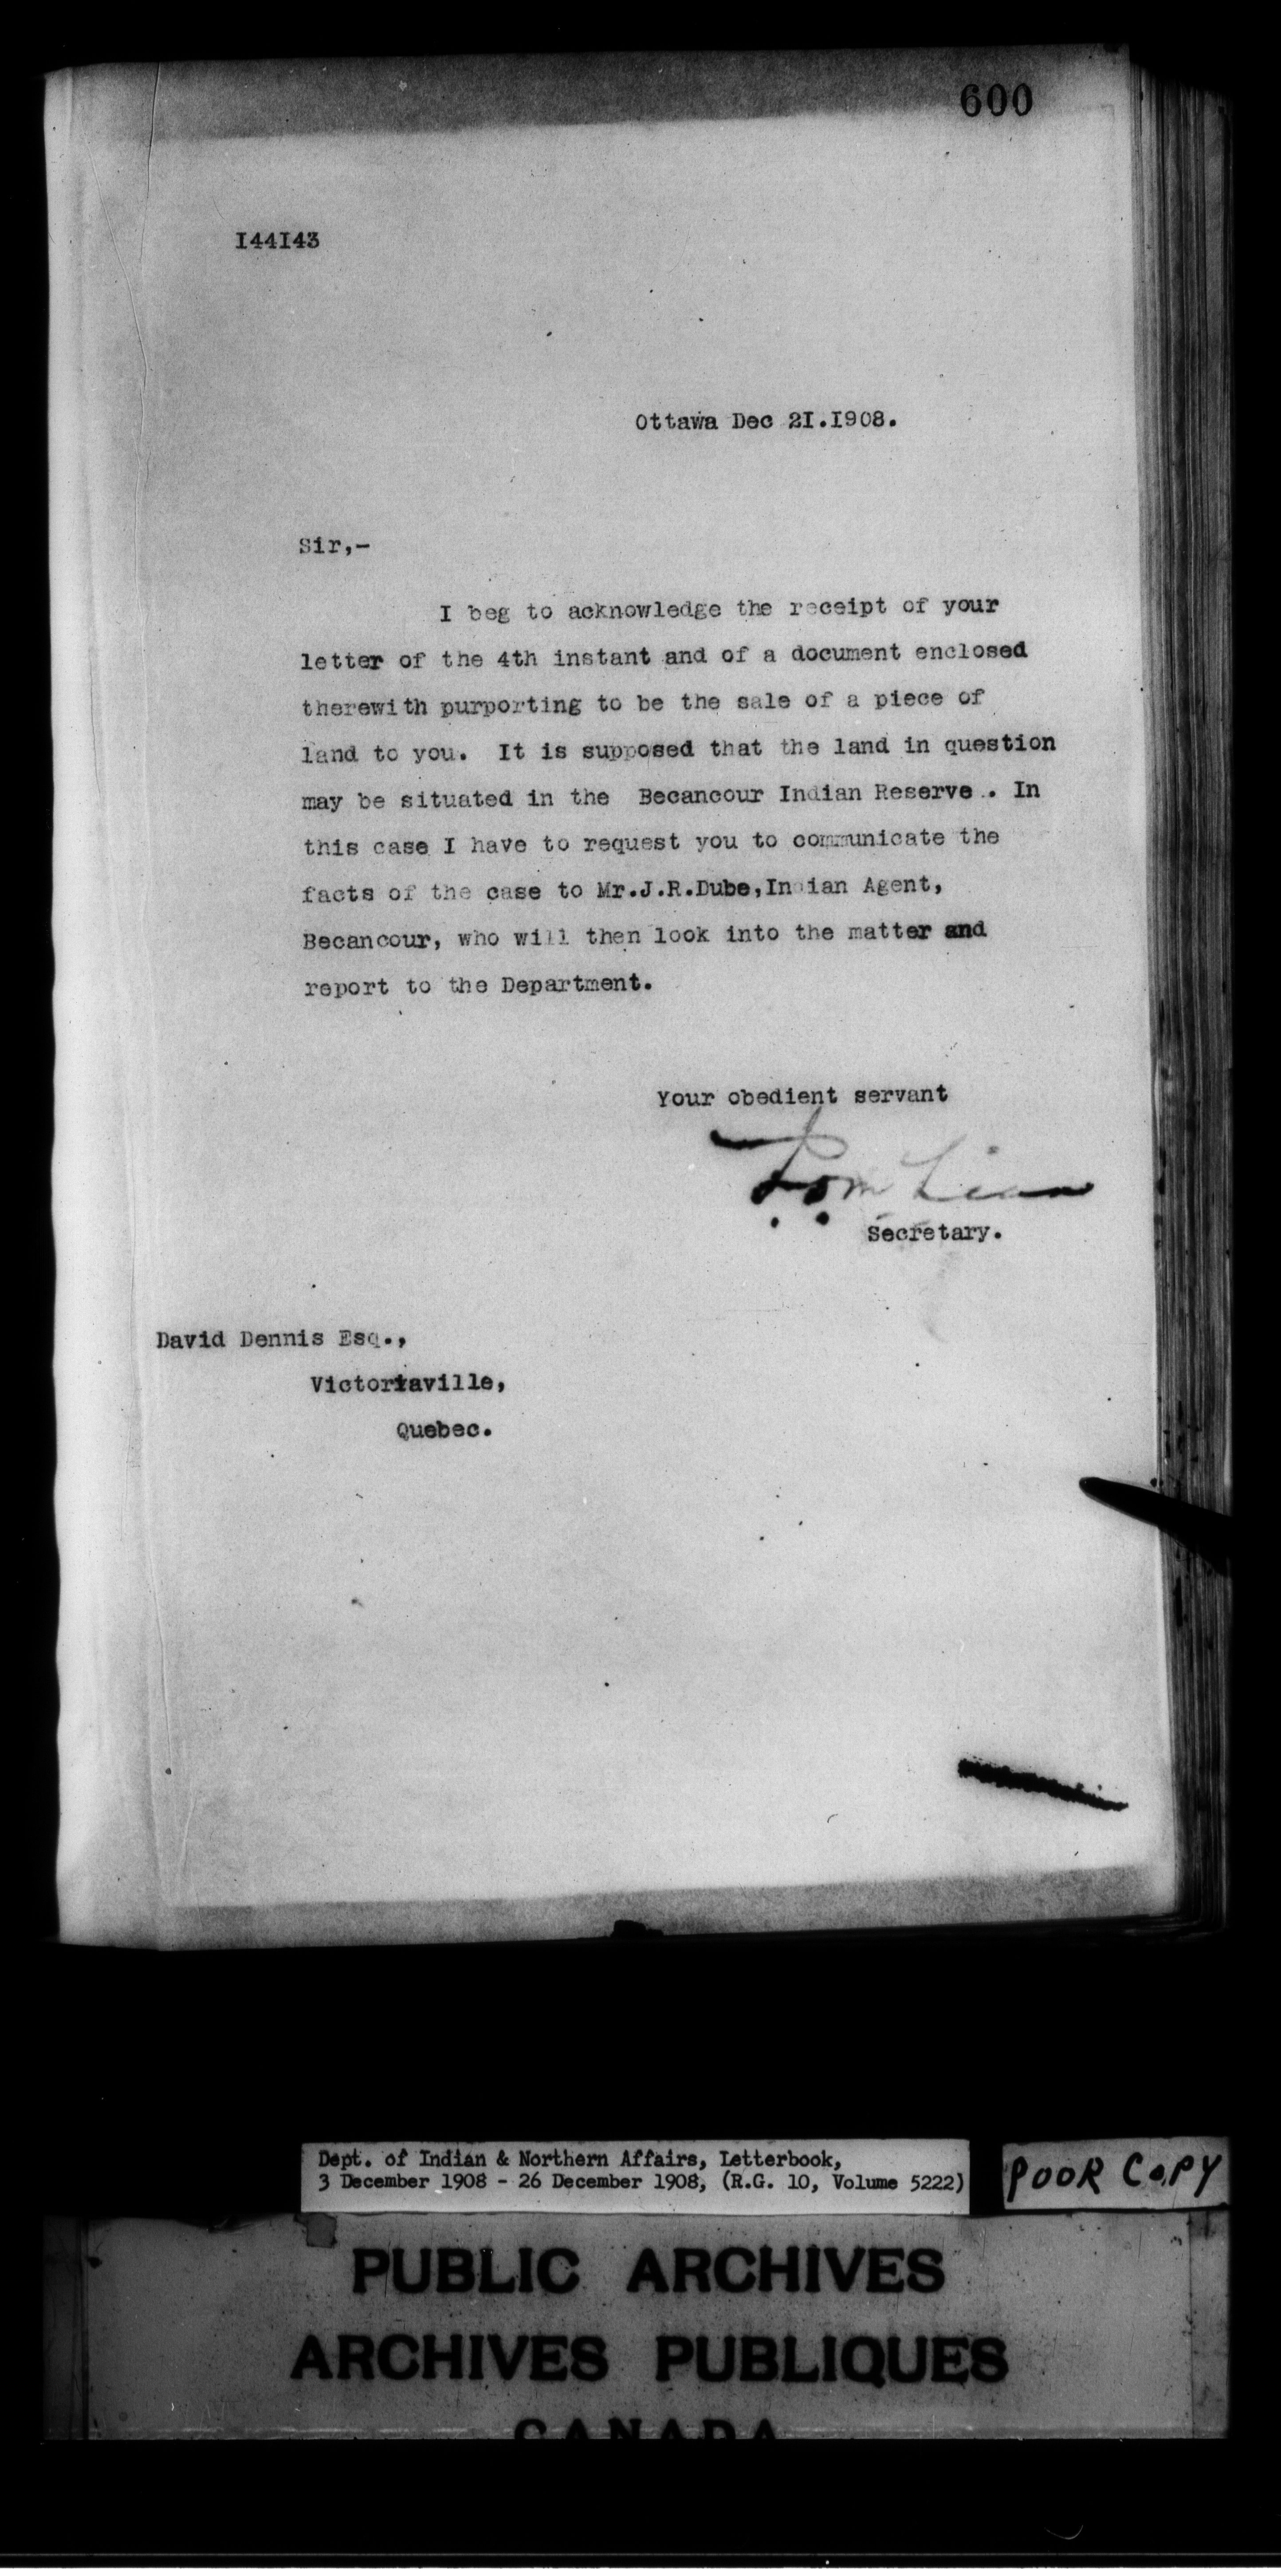 600
144143
Ottawa Dec 21.1908.
Sir,-
I beg to acknowledge the receipt of your
letter of the 4th instant and of a document enclosed
therewith purporting to be the sale of a piece of
land to you. It is supposed that the land in question
may be situated in the Becancour Indian Reserve.. In
this case I have to request you to communicate the
facts of the case to Mr.J.R.Dube,Indian Agent,
Becancour, who will then look into the matter and
report to the Department.
Your obedient servant
Secretary.
David Dennis Esq.,
Victoriaville,
Quebec.
Dept. of Indian & Northern Affairs, Letterbook,
3 December 1908 - 26 December 1908, (R.G. 10, Volume 5222)
POOR COPY
PUBLIC ARCHIVES
ARCHIVES PUBLIQUES
CANADA